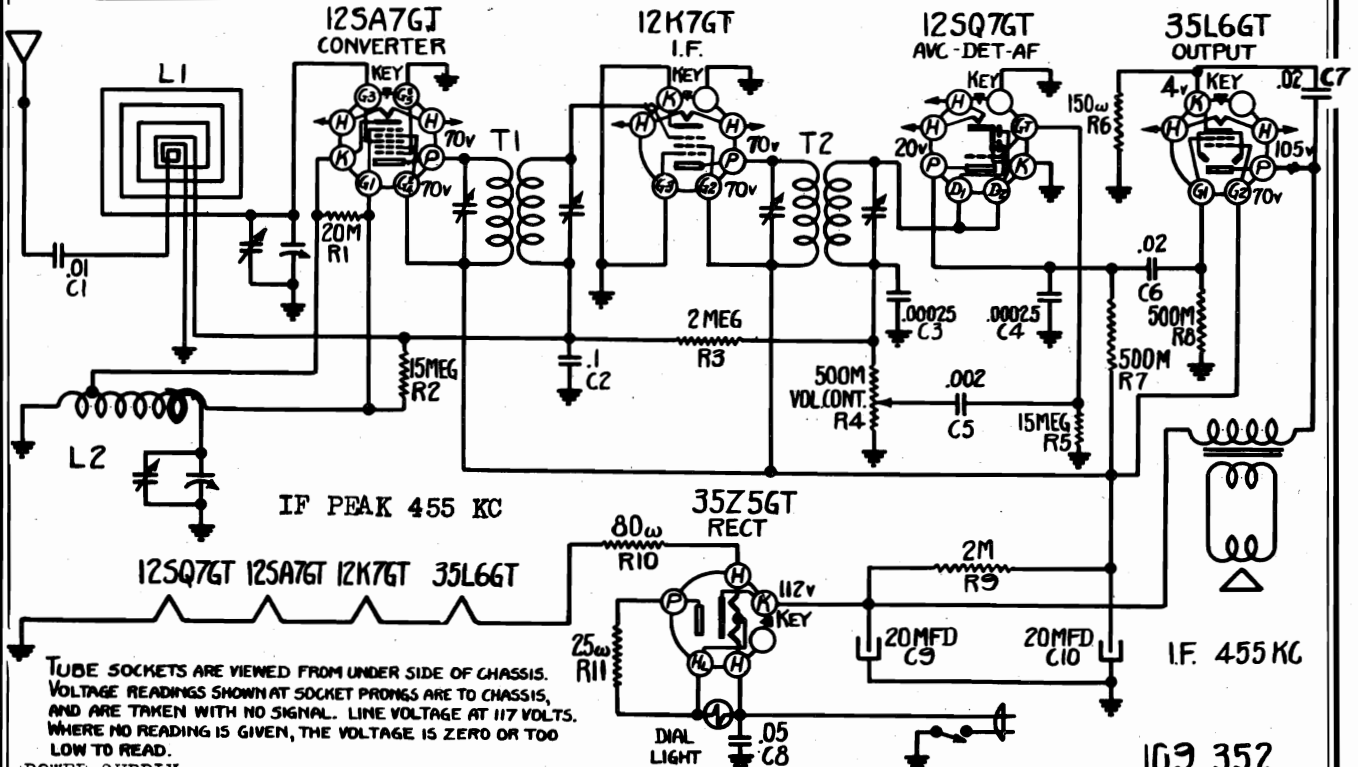 12SA7GT
CONVERTER
12K7GT
I.F.
12SQ7GT
AVC-DET-AF
35L6GT
OUTPUT
L1
KEY
G3
G5
H
H
K
P
G1
G4
70v
70v
T1
KEY
K
H
H
P
G3
G2
70v
70v
T2
KEY
H
H
G1
20v
P
K
D1
D2
150ω
R6
4v
KEY
K
H
H
P
105v
G1
G2
70v
.02
C7
.01
C1
20M
R1
15MEG
R2
.1
C2
2 MEG
R3
.00025
C3
.00025
C4
.02
C6
500M
R8
500M
R7
500M
VOL.CONT.
R4
.002
C5
15MEG
R5
L2
IF PEAK 455 KC
35Z5GT
RECT
80ω
R10
12SQ7GT
12SA7GT
12K7GT
35L6GT
H
P
K
112v
KEY
HL
H
25ω
R11
2M
R9
20MFD
C9
20MFD
C10
I.F. 455KC
DIAL
LIGHT
.05
C8
TUBE SOCKETS ARE VIEWED FROM UNDER SIDE OF CHASSIS.
VOLTAGE READINGS SHOWN AT SOCKET PRONGS ARE TO CHASSIS,
AND ARE TAKEN WITH NO SIGNAL. LINE VOLTAGE AT 117 VOLTS.
WHERE NO READING IS GIVEN, THE VOLTAGE IS ZERO OR TOO
LOW TO READ.
109 352